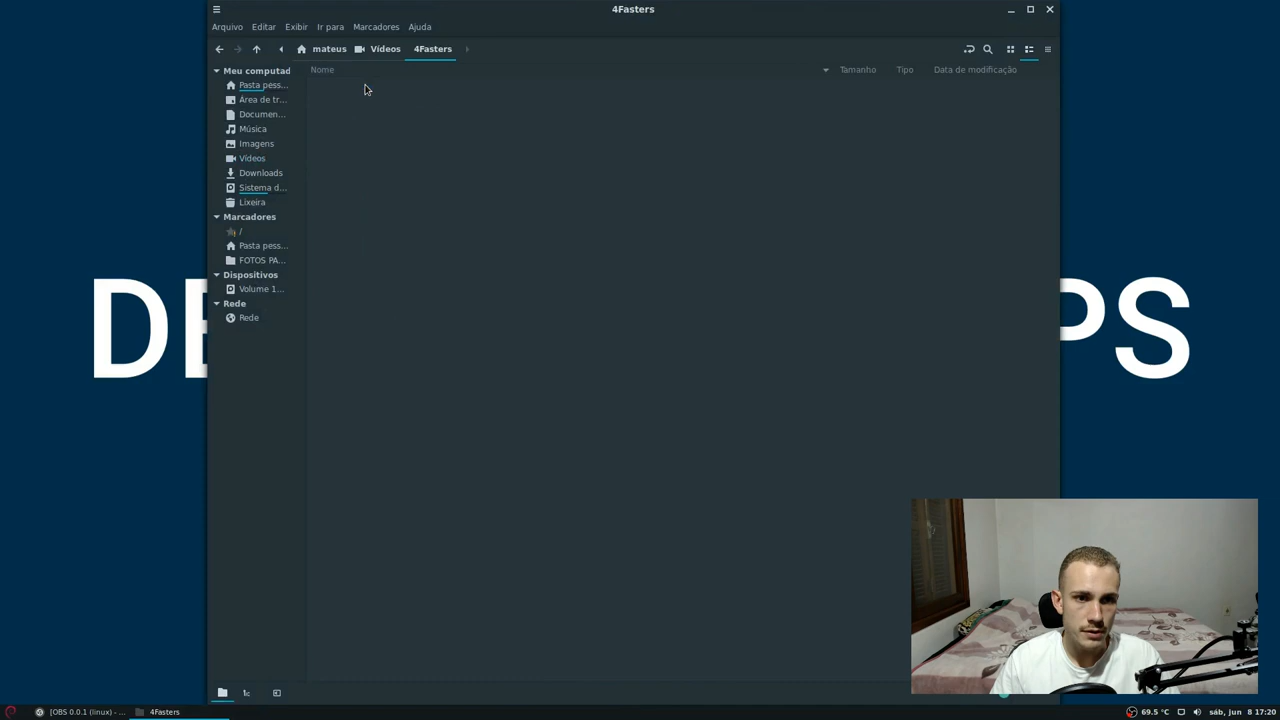 4Fasters
Arquivo Editar Exibir Ir para Marcadores Ajuda
mateus Vídeos 4Fasters
Nome Tamanho Tipo Data de modificação
Meu computad
Pasta pess...
Área de tr...
Documen...
Música
Imagens
Vídeos
Downloads
Sistema d...
Lixeira
Marcadores
/
Pasta pess...
FOTOS PA...
Dispositivos
Volume 1...
Rede
Rede
DE
PS
[OBS 0.0.1 (linux) - ... 4Fasters 69.5 °C sáb, jun 8 17:20